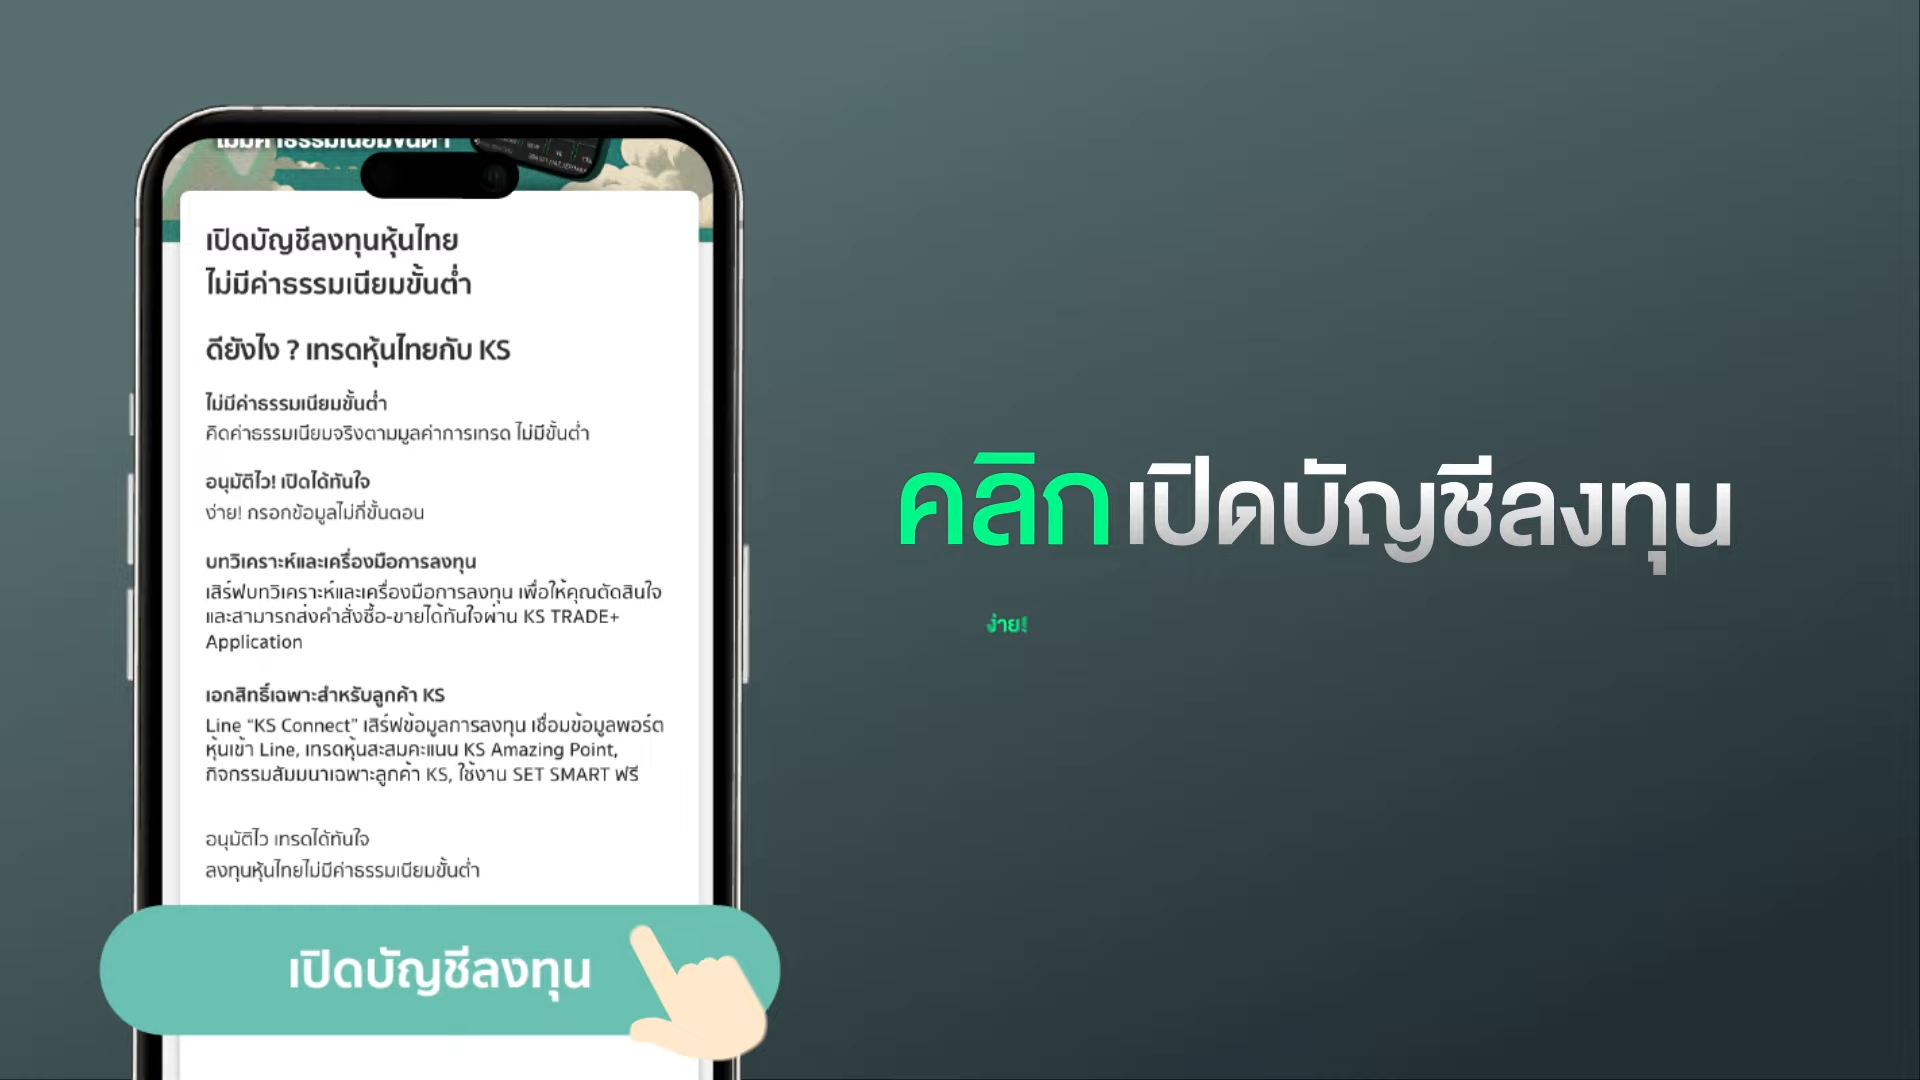 ไม่มีค่าธรรมเนียมขั้นต่ำ
เปิดบัญชีลงทุนหุ้นไทย
ไม่มีค่าธรรมเนียมขั้นต่ำ
ดียังไง ? เทรดหุ้นไทยกับ KS
ไม่มีค่าธรรมเนียมขั้นต่ำ
คิดค่าธรรมเนียมจริงตามมูลค่าการเทรด ไม่มีขั้นต่ำ
อนุมัติไว! เปิดได้ทันใจ
ง่าย! กรอกข้อมูลไม่กี่ขั้นตอน
บทวิเคราะห์และเครื่องมือการลงทุน
เสิร์ฟบทวิเคราะห์และเครื่องมือการลงทุน เพื่อให้คุณตัดสินใจ
และสามารถส่งคำสั่งซื้อ-ขายได้ทันใจผ่าน KS TRADE+
Application
เอกสิทธิ์เฉพาะสำหรับลูกค้า KS
Line “KS Connect” เสิร์ฟข้อมูลการลงทุน เชื่อมข้อมูลพอร์ต
หุ้นเข้า Line, เทรดหุ้นสะสมคะแนน KS Amazing Point,
กิจกรรมสัมมนาเฉพาะลูกค้า KS, ใช้งาน SET SMART ฟรี
อนุมัติไว เทรดได้ทันใจ
ลงทุนหุ้นไทยไม่มีค่าธรรมเนียมขั้นต่ำ
เปิดบัญชีลงทุน
คลิกเปิดบัญชีลงทุน
ง่าย!